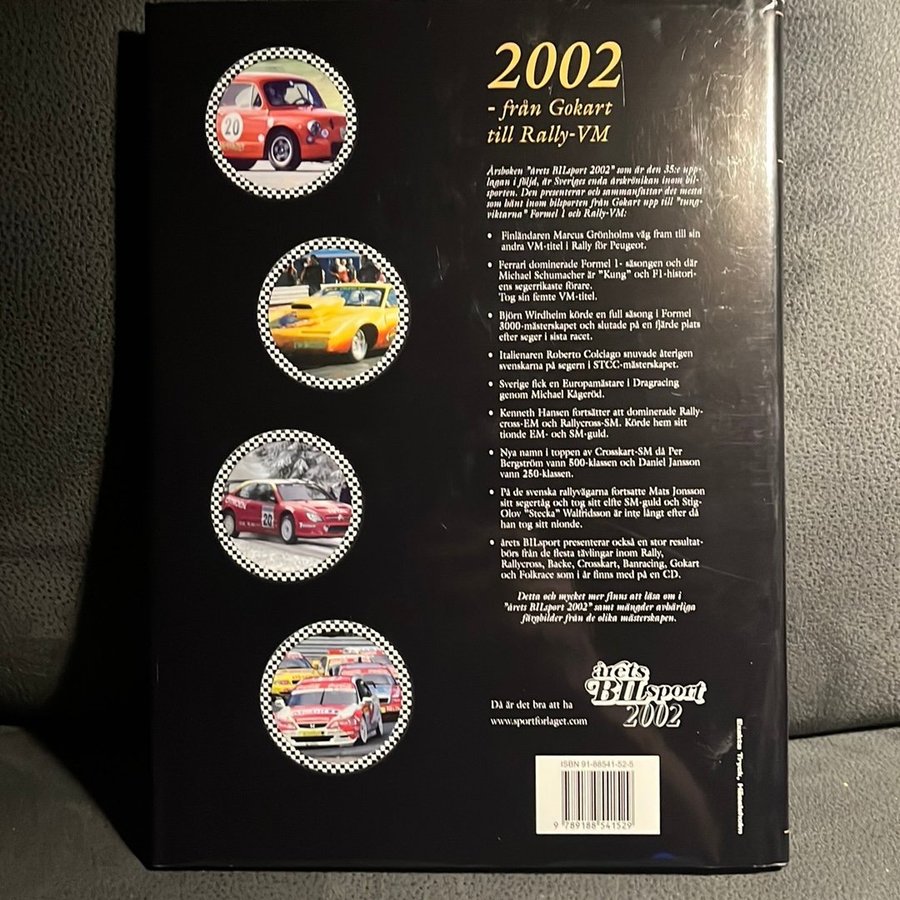 2002
- från Gokart
till Rally-VM
Årsboken "årets BILsport 2002" som är den 35:e upp-
lagan i följd, är Sveriges enda årskrönikan inom bil-
sporten. Den presenterar och sammanfattar det mesta
som hänt inom bilsporten från Gokart upp till "tung-
viktarna" Formel 1 och Rally-VM:
• Finländaren Marcus Grönholms väg fram till sin
andra VM-titel i Rally för Peugeot.
• Ferrari dominerade Formel 1- säsongen och där
Michael Schumacher är "Kung" och F1-histori-
ens segerrikaste förare.
Tog sin femte VM-titel.
• Björn Wirdheim körde en full säsong i Formel
3000-mästerskapet och slutade på en fjärde plats
efter seger i sista racet.
• Italienaren Roberto Colciago snuvade återigen
svenskarna på segern i STCC-mästerskapet.
• Sverige fick en Europamästare i Dragracing
genom Michael Kågeröd.
• Kenneth Hansen fortsätter att dominerade Rally-
cross-EM och Rallycross-SM. Körde hem sitt
tionde EM- och SM-guld.
• Nya namn i toppen av Crosskart-SM då Per
Bergström vann 500-klassen och Daniel Jansson
vann 250-klassen.
• På de svenska rallyvägarna fortsatte Mats Jonsson
sitt segertåg och tog sitt elfte SM-guld och Stig-
Olov "Stecka" Walfridsson är inte långt efter då
han tog sitt nionde.
• årets BILsport presenterar också en stor resultat-
börs från de flesta tävlingar inom Rally,
Rallycross, Backe, Crosskart, Banracing, Gokart
och Folkrace som i år finns med på en CD.
Detta och mycket mer finns att läsa om i
"årets BILsport 2002" samt mängder avbärliga
färgbilder från de olika mästerskapen.
årets
BILsport
2002
Då är det bra att ha
www.sportforlaget.com
ISBN 91-88541-52-5
9 789188 541529
20
20